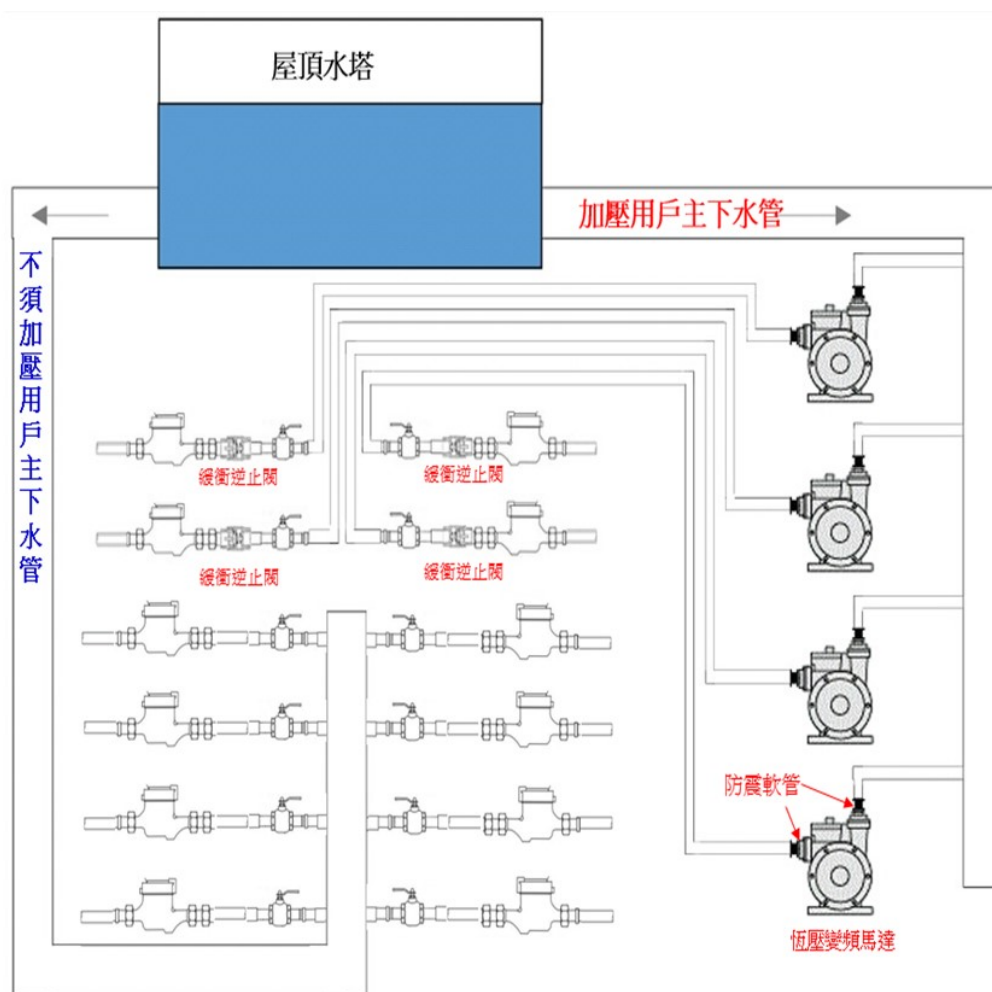 屋頂水塔
加壓用戶主下水管
不須加壓用戶主下水管
緩衝逆止閥
緩衝逆止閥
緩衝逆止閥
緩衝逆止閥
防震軟管
恆壓變頻馬達